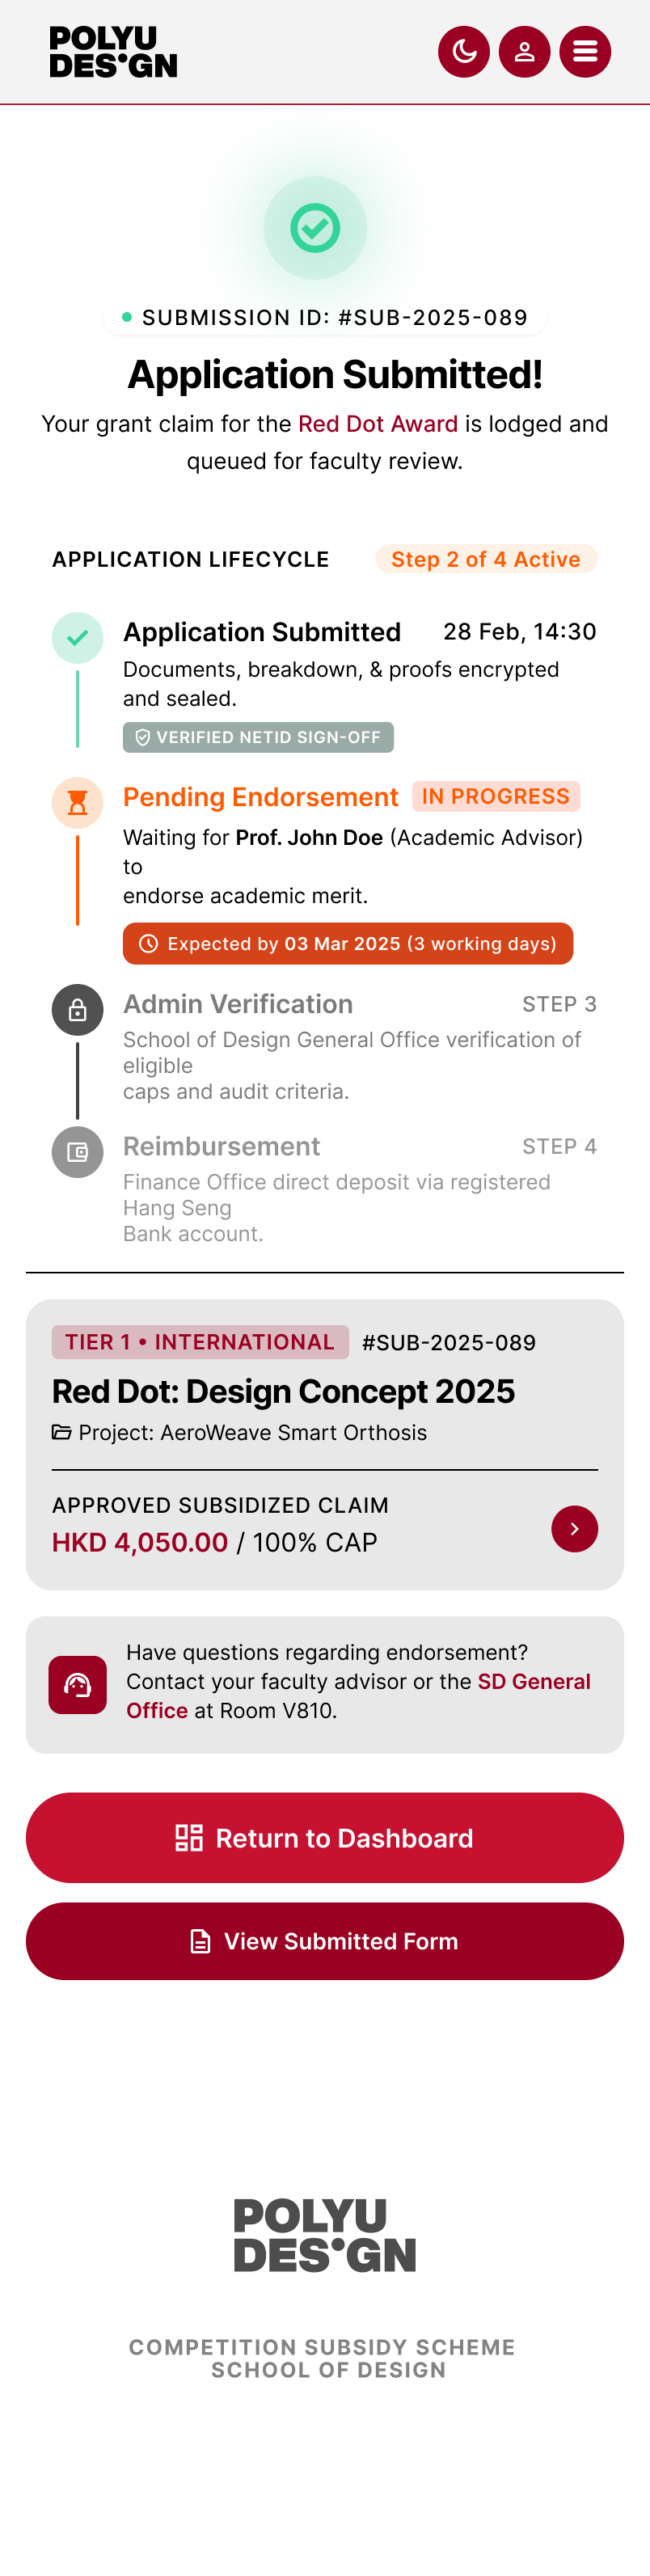 POLYU
DES•GN
SUBMISSION ID: #SUB-2025-089
Application Submitted!
Your grant claim for the Red Dot Award is lodged and
queued for faculty review.
APPLICATION LIFECYCLE
Step 2 of 4 Active
Application Submitted
28 Feb, 14:30
Documents, breakdown, & proofs encrypted
and sealed.
VERIFIED NETID SIGN-OFF
Pending Endorsement
IN PROGRESS
Waiting for Prof. John Doe (Academic Advisor)
to
endorse academic merit.
Expected by 03 Mar 2025 (3 working days)
Admin Verification
STEP 3
School of Design General Office verification of
eligible
caps and audit criteria.
Reimbursement
STEP 4
Finance Office direct deposit via registered
Hang Seng
Bank account.
TIER 1 • INTERNATIONAL
#SUB-2025-089
Red Dot: Design Concept 2025
Project: AeroWeave Smart Orthosis
APPROVED SUBSIDIZED CLAIM
HKD 4,050.00 / 100% CAP
Have questions regarding endorsement?
Contact your faculty advisor or the SD General
Office at Room V810.
Return to Dashboard
View Submitted Form
POLYU
DES•GN
COMPETITION SUBSIDY SCHEME
SCHOOL OF DESIGN